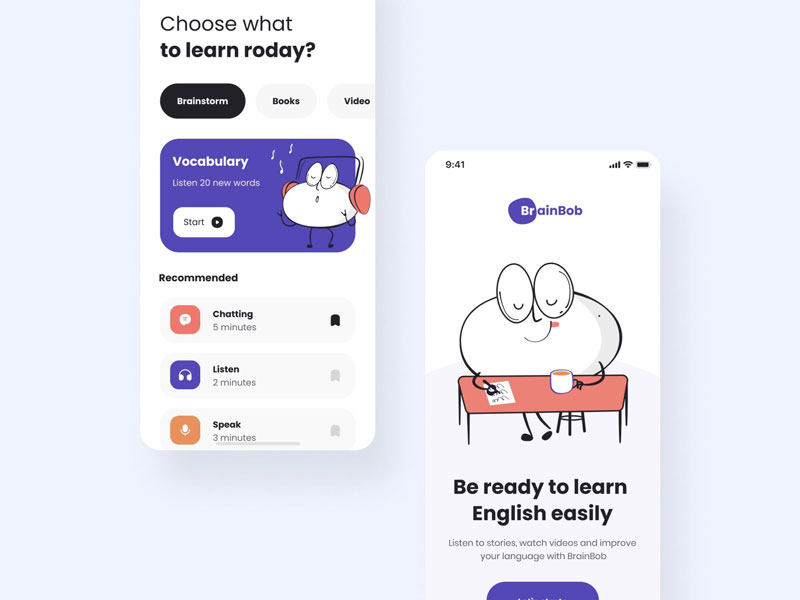 Choose what
to learn roday?
Brainstorm
Books
Video
Vocabulary
Listen 20 new words
Start
Recommended
Chatting
5 minutes
Listen
2 minutes
Speak
3 minutes
9:41
BrainBob
Be ready to learn
English easily
Listen to stories, watch videos and improve
your language with BrainBob